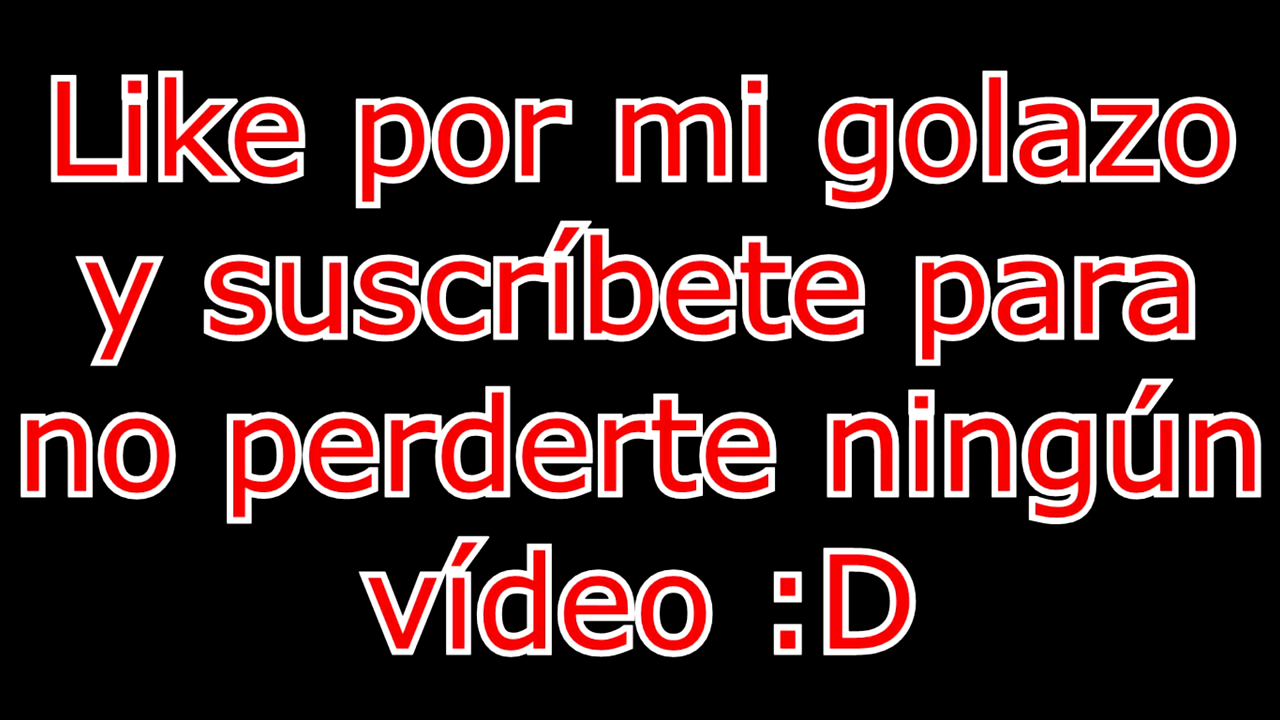 Like por mi golazo
y suscríbete para
no perderte ningún
vídeo :D